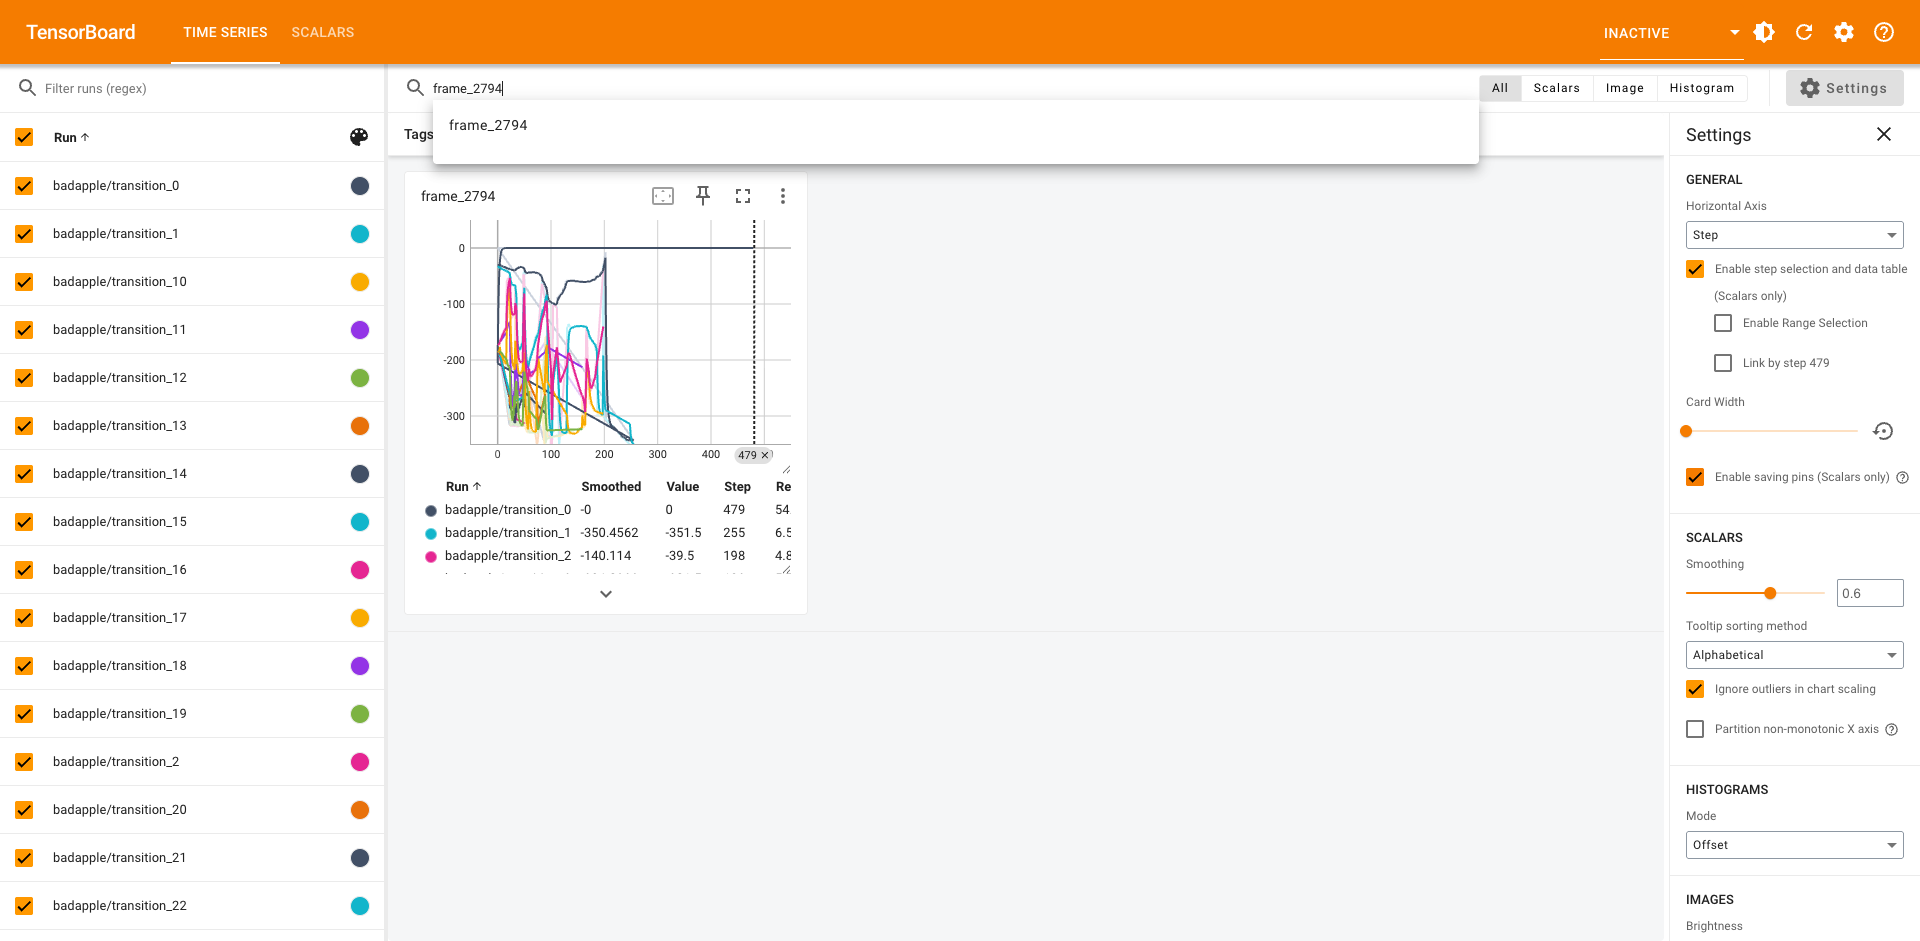 TensorBoard TIME SERIES SCALARS INACTIVE
Filter runs (regex)
frame_2794
All Scalars Image Histogram
Settings
frame_2794
Tags
Run
badapple/transition_0
badapple/transition_1
badapple/transition_10
badapple/transition_11
badapple/transition_12
badapple/transition_13
badapple/transition_14
badapple/transition_15
badapple/transition_16
badapple/transition_17
badapple/transition_18
badapple/transition_19
badapple/transition_2
badapple/transition_20
badapple/transition_21
badapple/transition_22
frame_2794
0
-100
-200
-300
0 100 200 300 400 479
Run Smoothed Value Step Re
badapple/transition_0 -0 0 479 54.
badapple/transition_1 -350.4562 -351.5 255 6.5
badapple/transition_2 -140.114 -39.5 198 4.8
Settings
GENERAL
Horizontal Axis
Step
Enable step selection and data table
(Scalars only)
Enable Range Selection
Link by step 479
Card Width
Enable saving pins (Scalars only)
SCALARS
Smoothing
0.6
Tooltip sorting method
Alphabetical
Ignore outliers in chart scaling
Partition non-monotonic X axis
HISTOGRAMS
Mode
Offset
IMAGES
Brightness